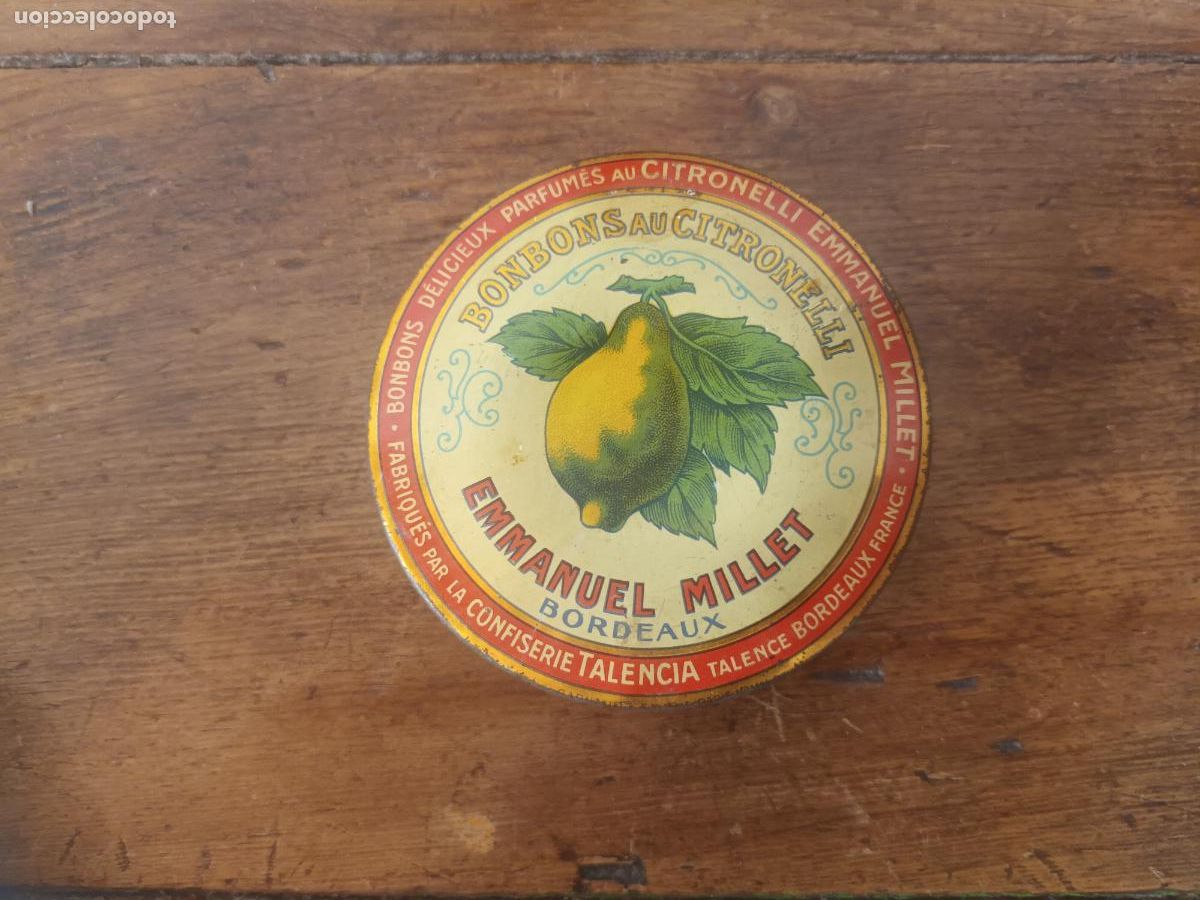 BONBONS DÉLICIEUX PARFUMÉS AU CITRONELLI EMMANUEL MILLET
BONBONS AU CITRONELLI
EMMANUEL MILLET
BORDEAUX
FABRIQUÉS PAR LA CONFISERIE TALENCIA TALENCE BORDEAUX FRANCE
todocoleccion